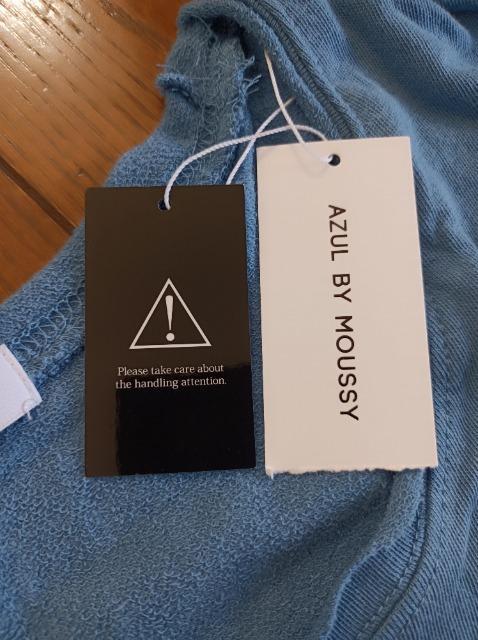 Please take care about
the handling attention.
AZUL BY MOUSSY